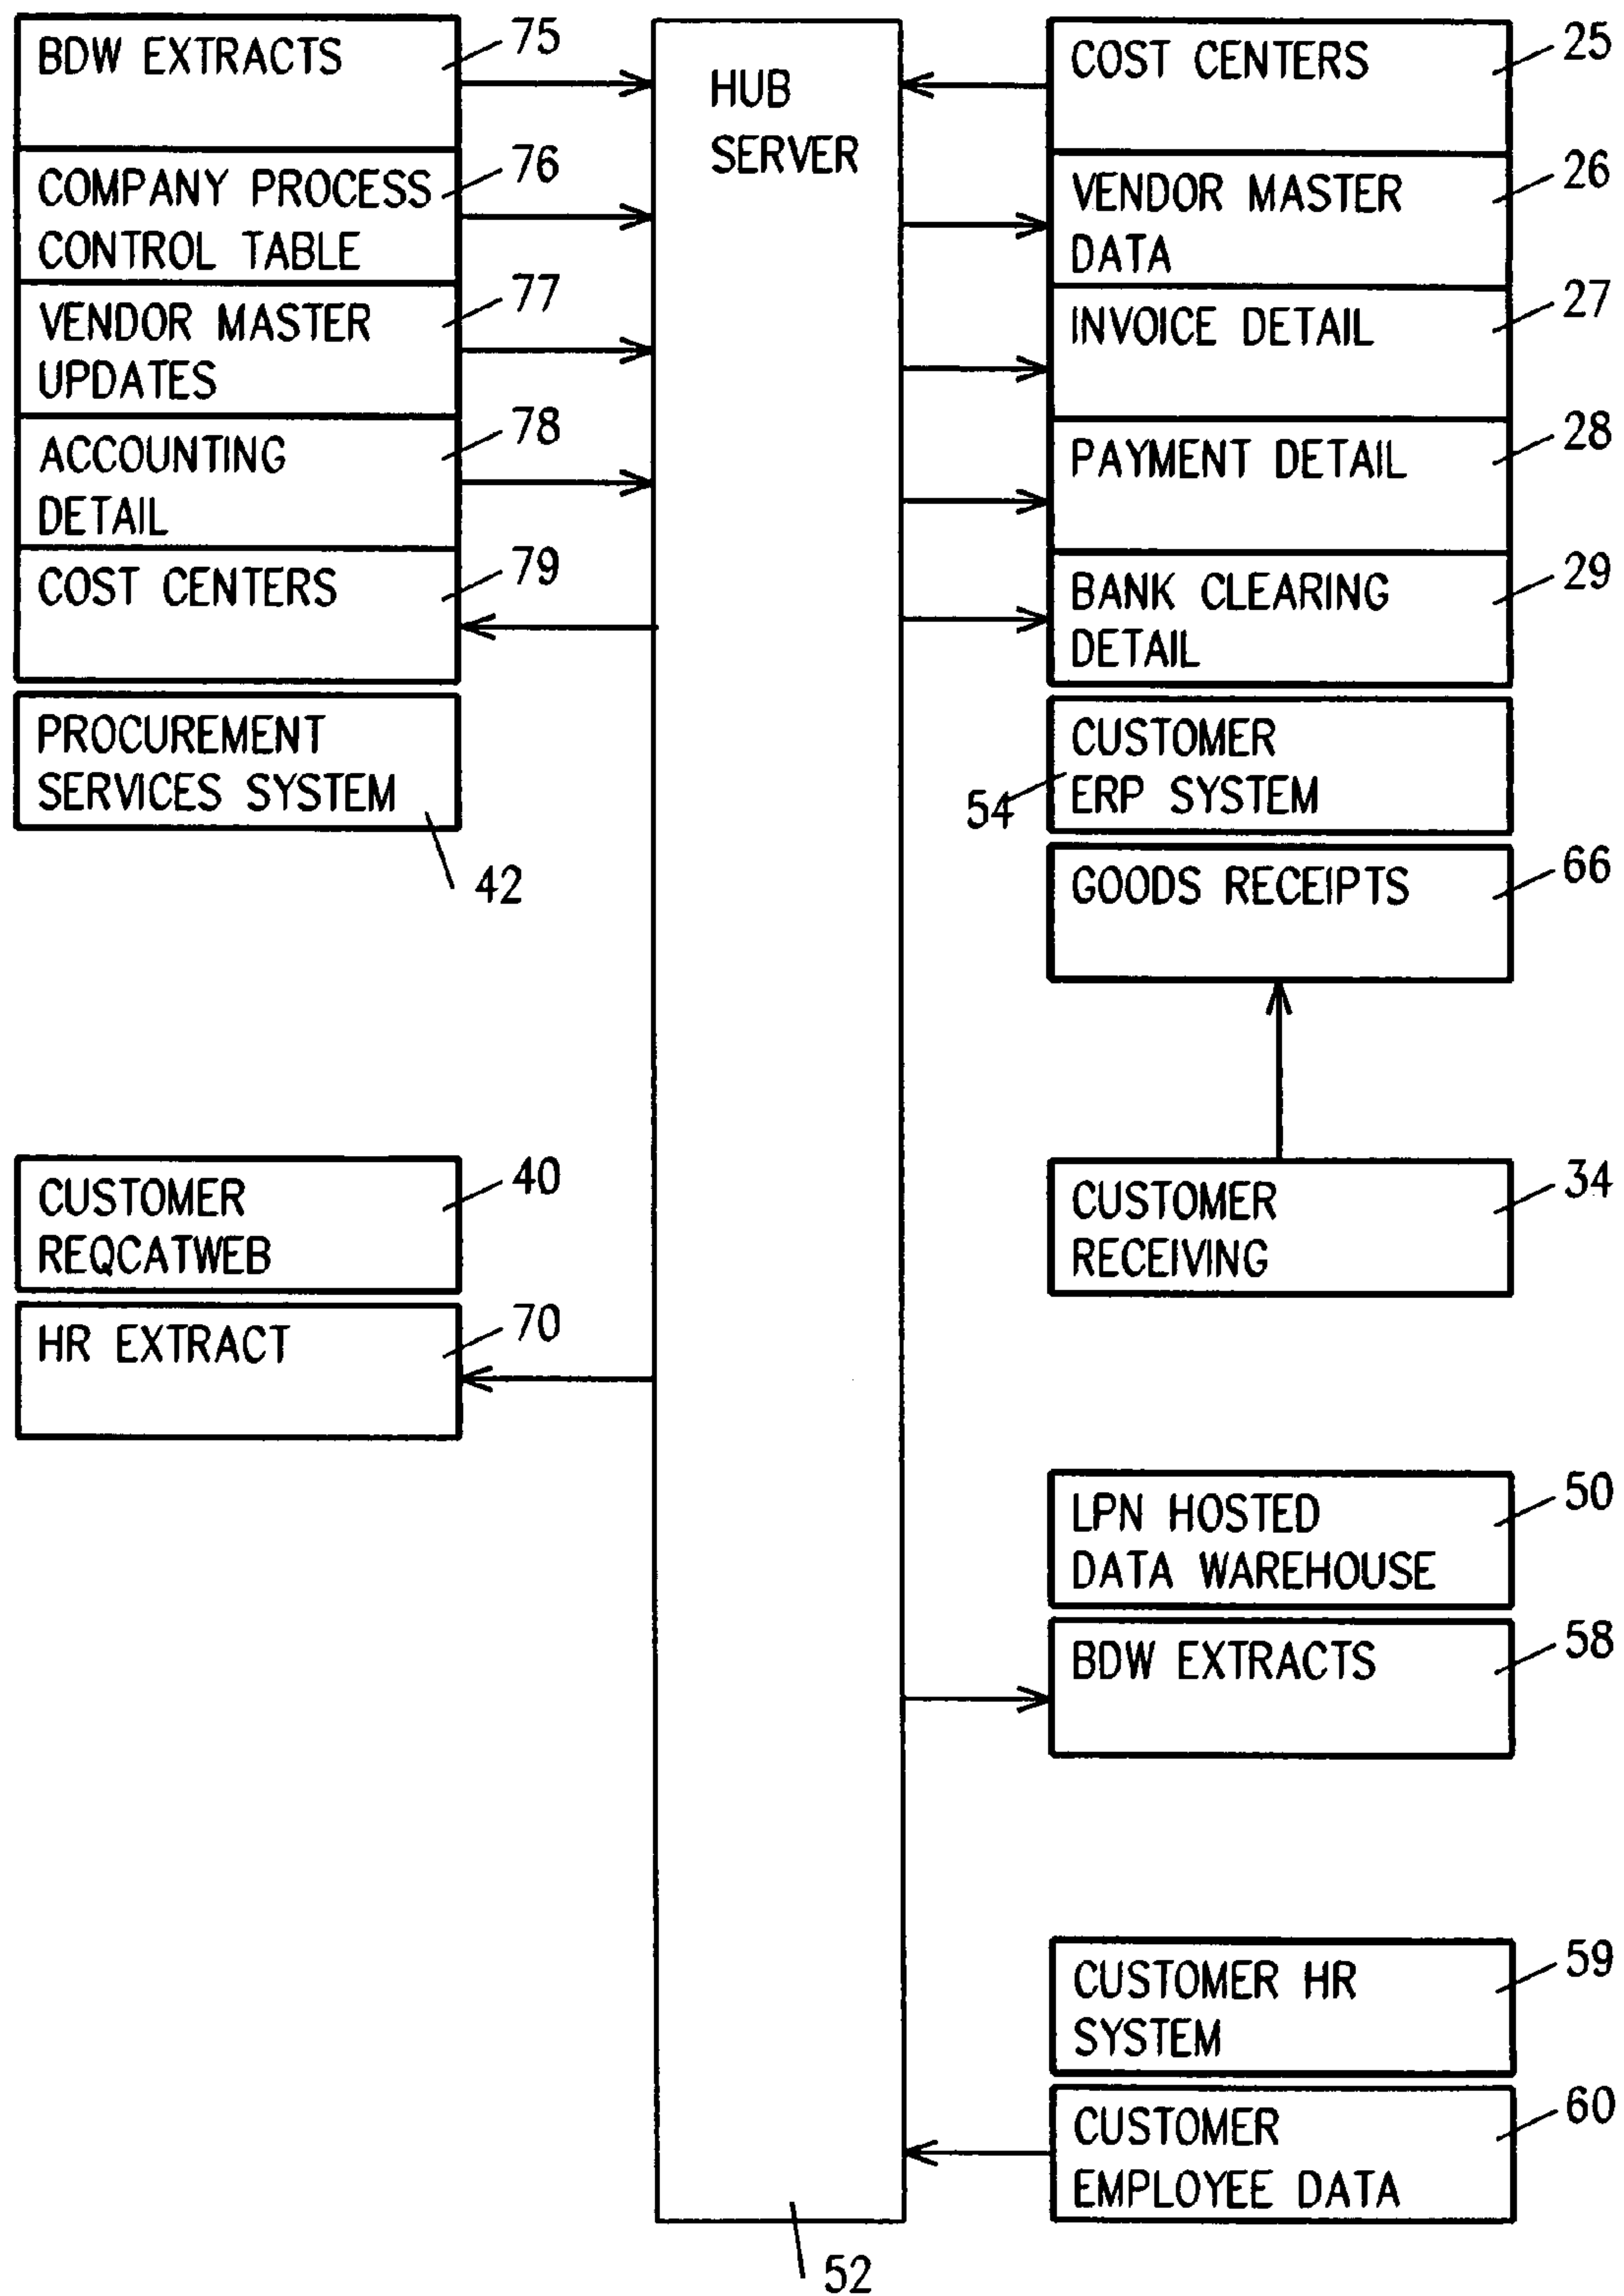 BDW EXTRACTS
75
COMPANY PROCESS
CONTROL TABLE
76
VENDOR MASTER
UPDATES
77
ACCOUNTING
DETAIL
78
COST CENTERS
79
PROCUREMENT
SERVICES SYSTEM
42
CUSTOMER
REQCATWEB
40
HR EXTRACT
70
HUB
SERVER
52
COST CENTERS
25
VENDOR MASTER
DATA
26
INVOICE DETAIL
27
PAYMENT DETAIL
28
BANK CLEARING
DETAIL
29
CUSTOMER
ERP SYSTEM
54
GOODS RECEIPTS
66
CUSTOMER
RECEIVING
34
LPN HOSTED
DATA WAREHOUSE
50
BDW EXTRACTS
58
CUSTOMER HR
SYSTEM
59
CUSTOMER
EMPLOYEE DATA
60